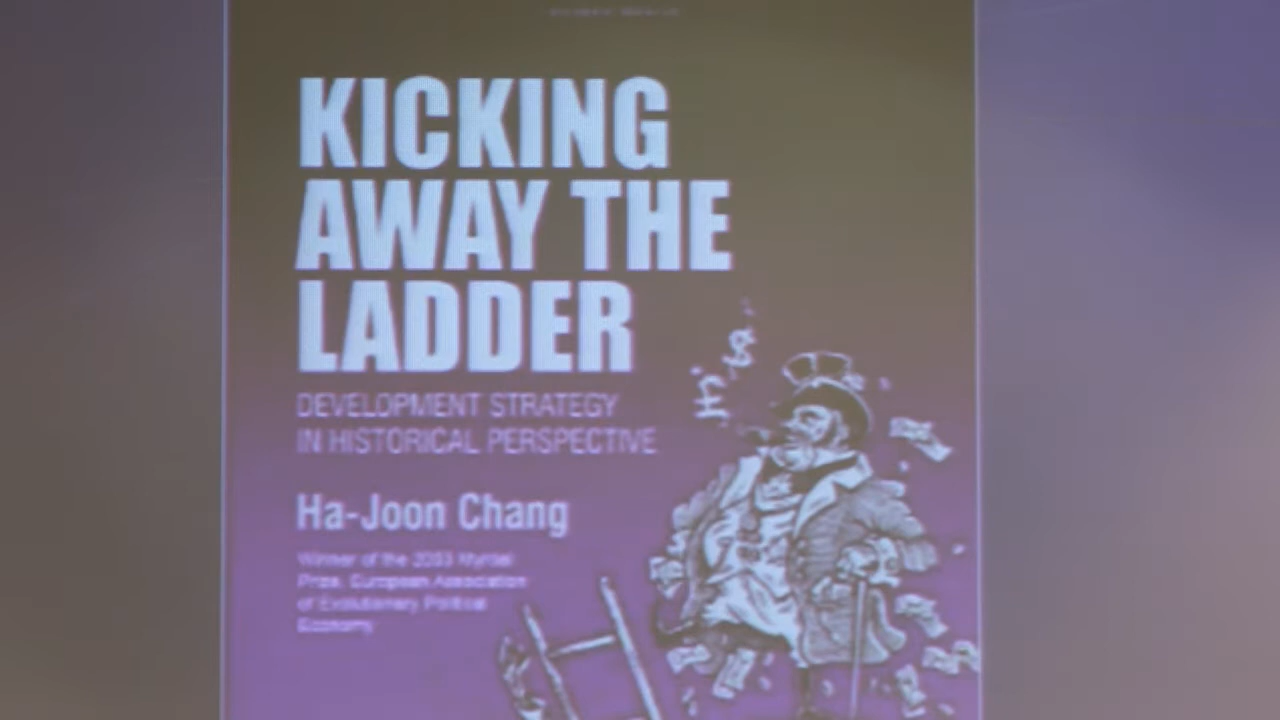 KICKING
AWAY THE
LADDER
DEVELOPMENT STRATEGY
IN HISTORICAL PERSPECTIVE
Ha-Joon Chang
Winner of the 2003 Myrdal
Prize, European Association
of Evolutionary Political
Economy